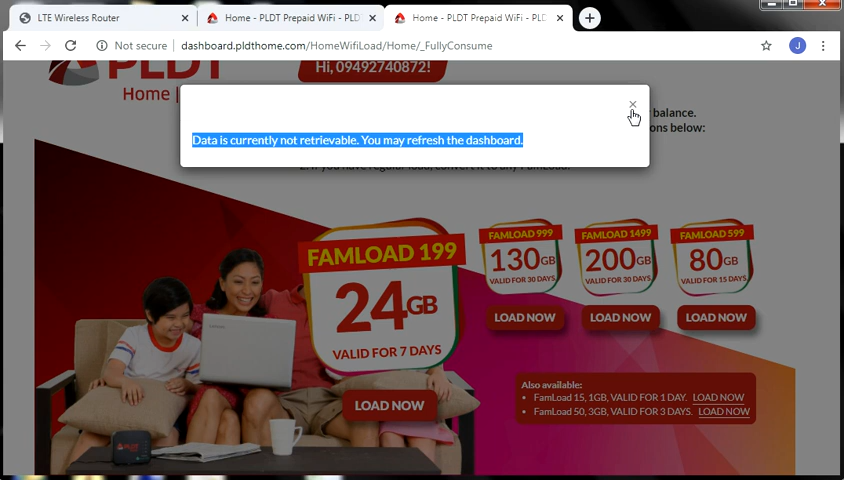 LTE Wireless Router
Home - PLDT Prepaid WiFi - PLD
Home - PLDT Prepaid WiFi - PLD
Not secure
dashboard.pldthome.com/HomeWifiLoad/Home/_FullyConsume
J
PLDT
Home |
Hi, 09492740872!
×
Data is currently not retrievable. You may refresh the dashboard.
balance.
ons below:
FAMLOAD 199
24GB
VALID FOR 7 DAYS
LOAD NOW
FAMLOAD 999
130GB
VALID FOR 30 DAYS
LOAD NOW
FAMLOAD 1499
200GB
VALID FOR 30 DAYS
LOAD NOW
FAMLOAD 599
80GB
VALID FOR 15 DAYS
LOAD NOW
Also available:
• FamLoad 15, 1GB, VALID FOR 1 DAY. LOAD NOW
• FamLoad 50, 3GB, VALID FOR 3 DAYS. LOAD NOW